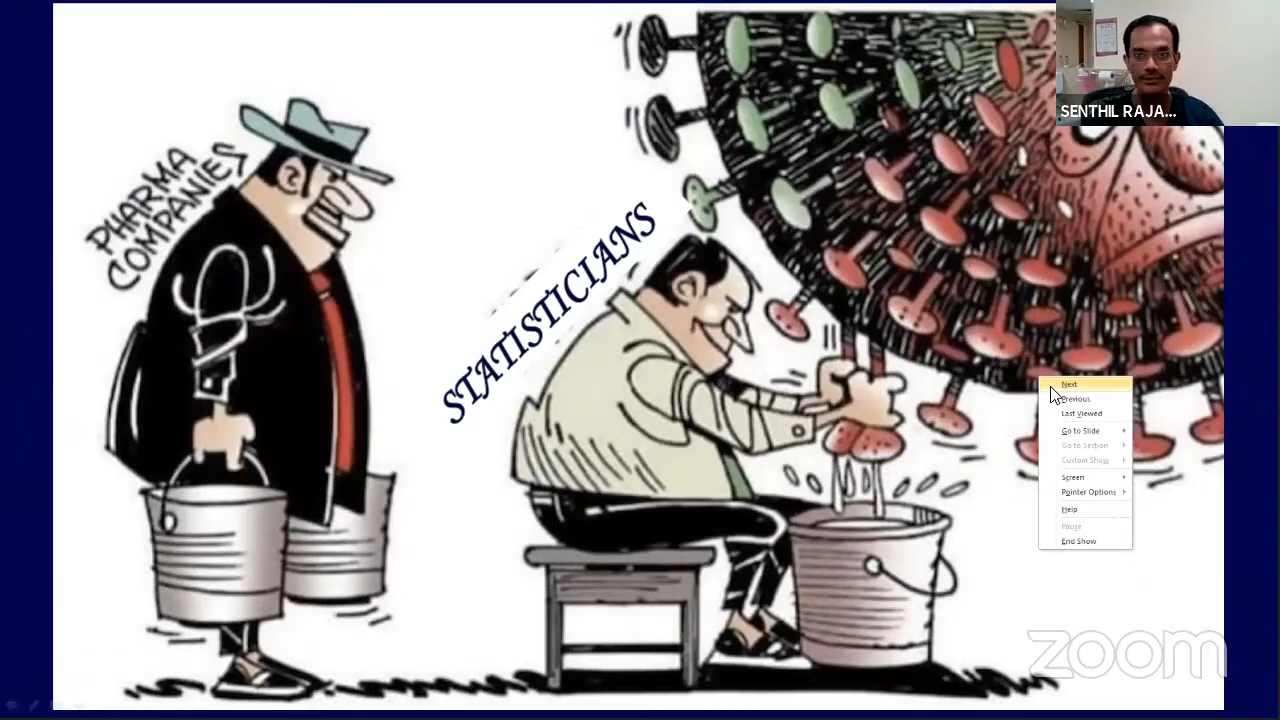 SENTHIL RAJA...
PHARMA
COMPANIES
STATISTICIANS
Next
Previous
Last Viewed
Go to Slide
Go to Section
Custom Show
Screen
Pointer Options
Help
Pause
End Show
zoom